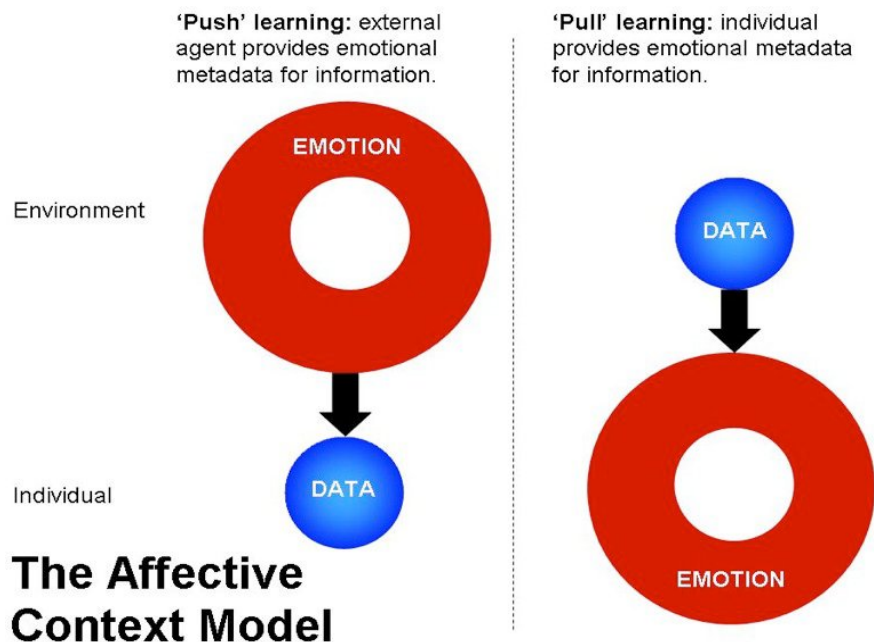 ‘Push’ learning: external
agent provides emotional
metadata for information.
‘Pull’ learning: individual
provides emotional metadata
for information.
EMOTION
Environment
DATA
DATA
Individual
EMOTION
The Affective
Context Model